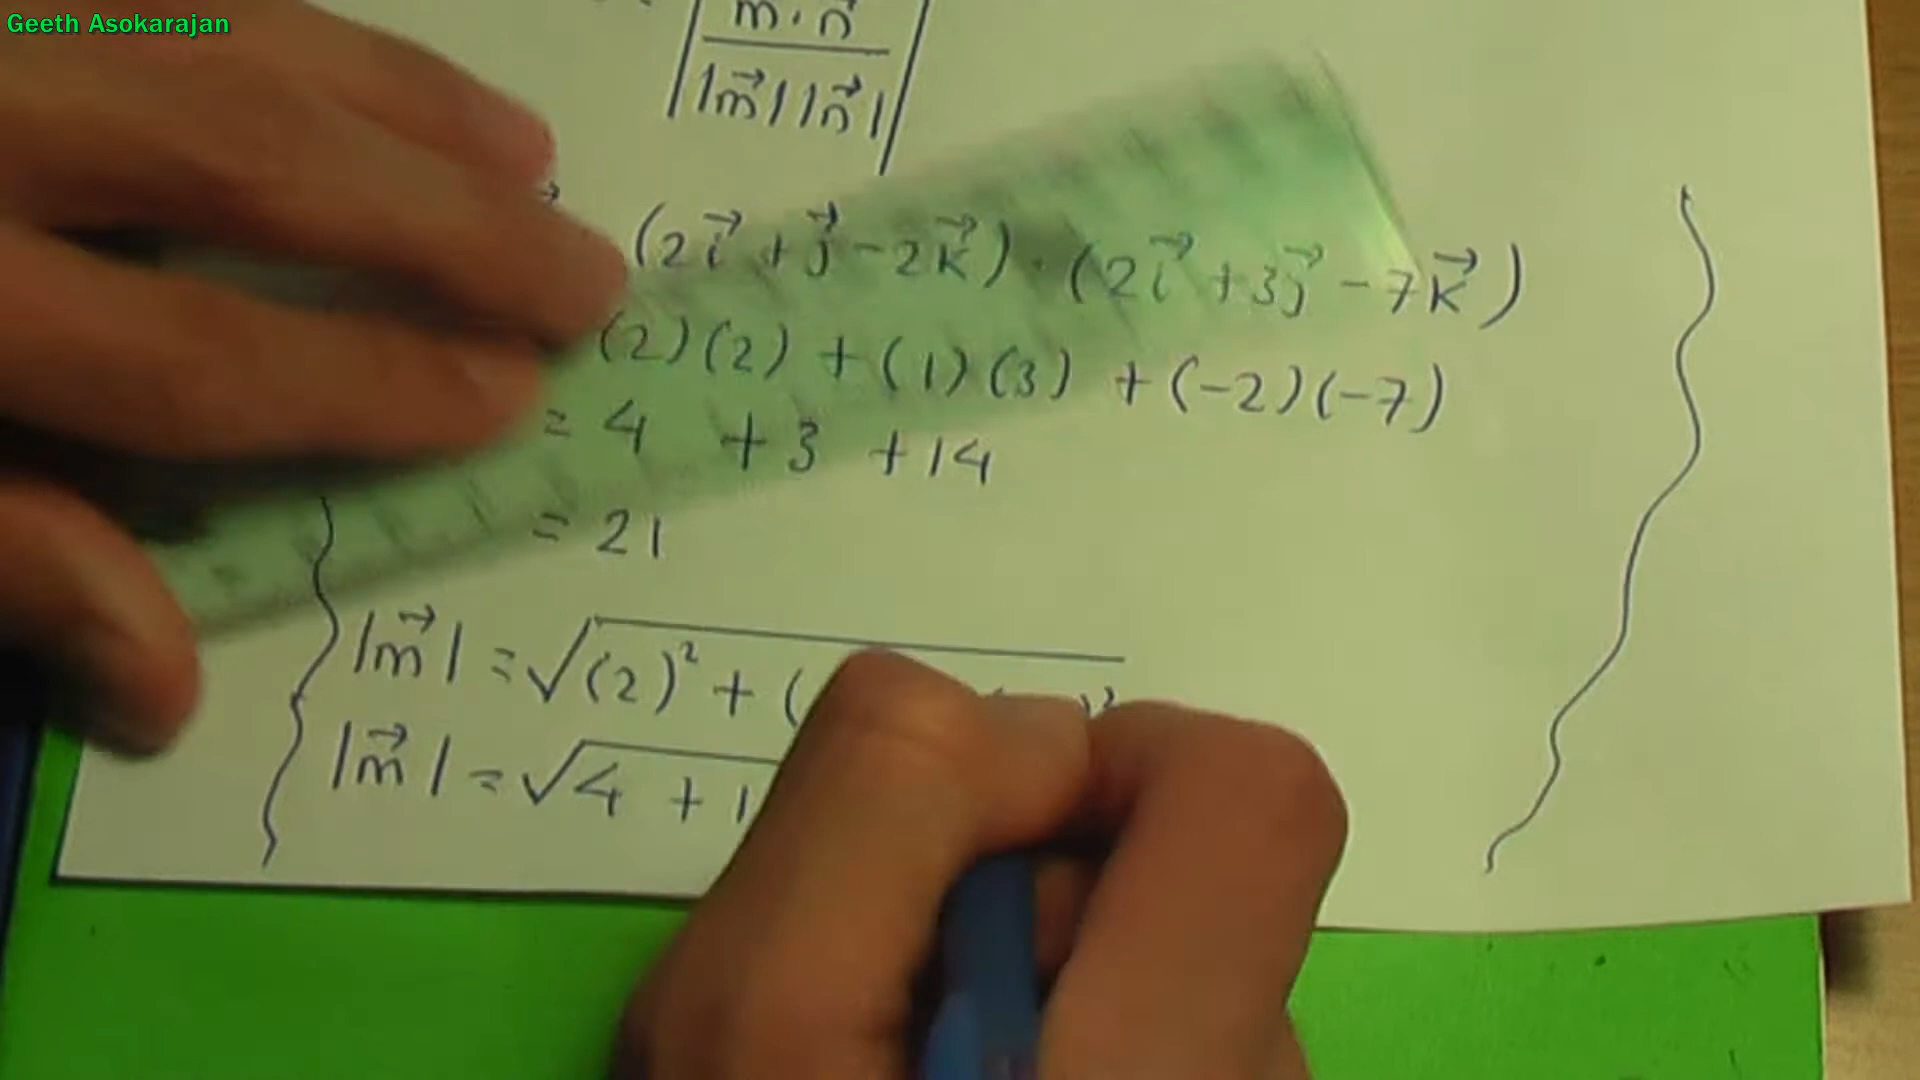 Geeth Asokarajan
m⃗ · n⃗
|m⃗| |n⃗|
(2i⃗ + j⃗ - 2k⃗) · (2i⃗ + 3j⃗ - 7k⃗)
(2)(2) + (1)(3) + (-2)(-7)
= 4 + 3 + 14
= 21
|m⃗| = √(2)² + ( )²
|m⃗| = √4 + 1